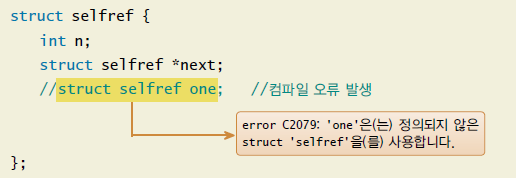 struct selfref {
int n;
struct selfref *next;
//struct selfref one; //컴파일 오류 발생
error C2079: 'one'은(는) 정의되지 않은
struct 'selfref'을(를) 사용합니다.
};